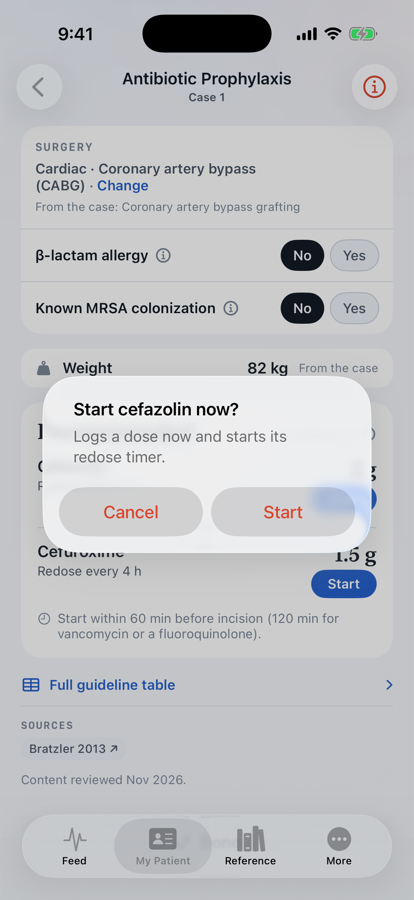 9:41
Antibiotic Prophylaxis
Case 1
SURGERY
Cardiac · Coronary artery bypass
(CABG) · Change
From the case: Coronary artery bypass grafting
β-lactam allergy
No
Yes
Known MRSA colonization
No
Yes
Weight
82 kg
From the case
Start cefazolin now?
Logs a dose now and starts its
redose timer.
Cancel
Start
Cefuroxime
1.5 g
Redose every 4 h
Start
Start within 60 min before incision (120 min for
vancomycin or a fluoroquinolone).
Full guideline table
SOURCES
Bratzler 2013 ↗
Content reviewed Nov 2026.
Feed
My Patient
Reference
More